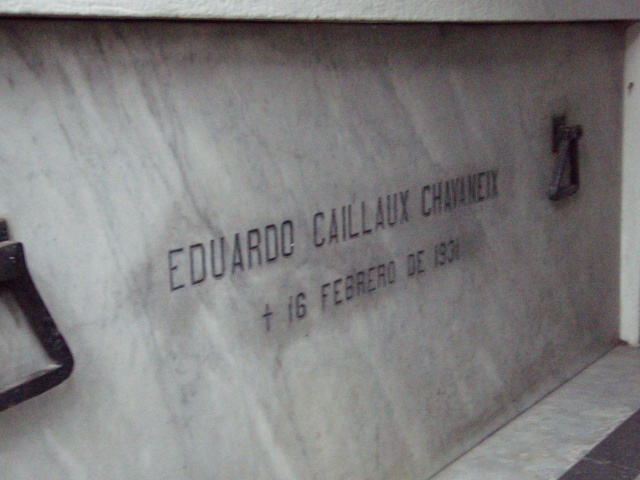 EDUARDO CAILLAUX CHAVANEIX
† 16 FEBRERO DE 1931